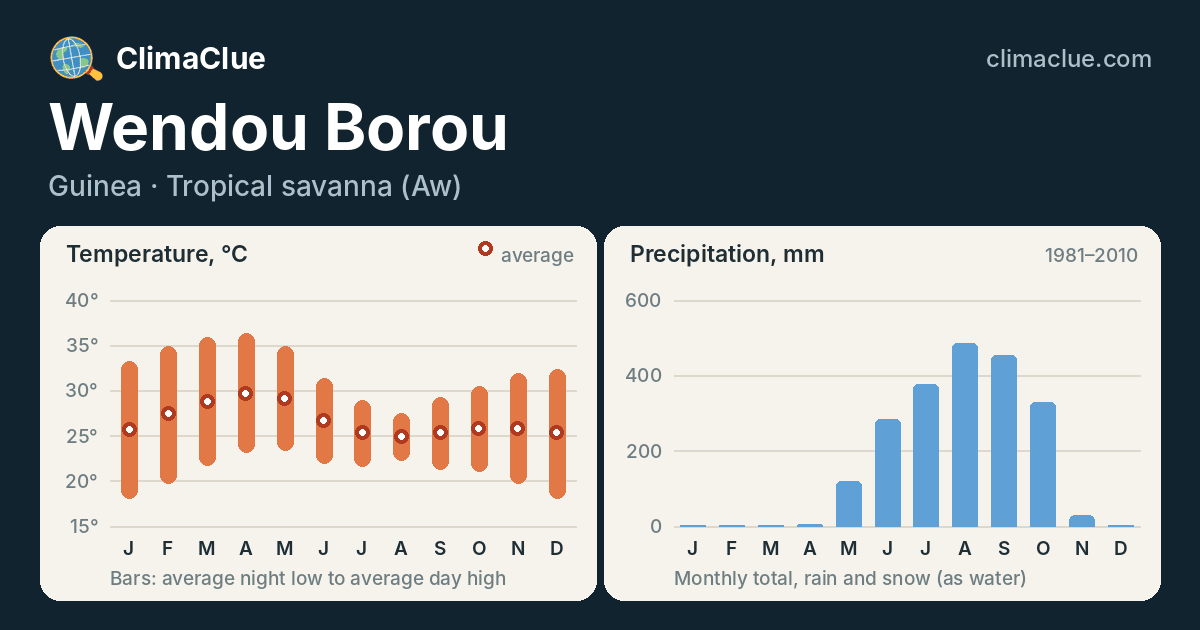 ClimaClue
climaclue.com
Wendou Borou
Guinea · Tropical savanna (Aw)
Temperature, °C
average
40°
35°
30°
25°
20°
15°
J F M A M J J A S O N D
Bars: average night low to average day high
Precipitation, mm
1981–2010
600
400
200
0
J F M A M J J A S O N D
Monthly total, rain and snow (as water)